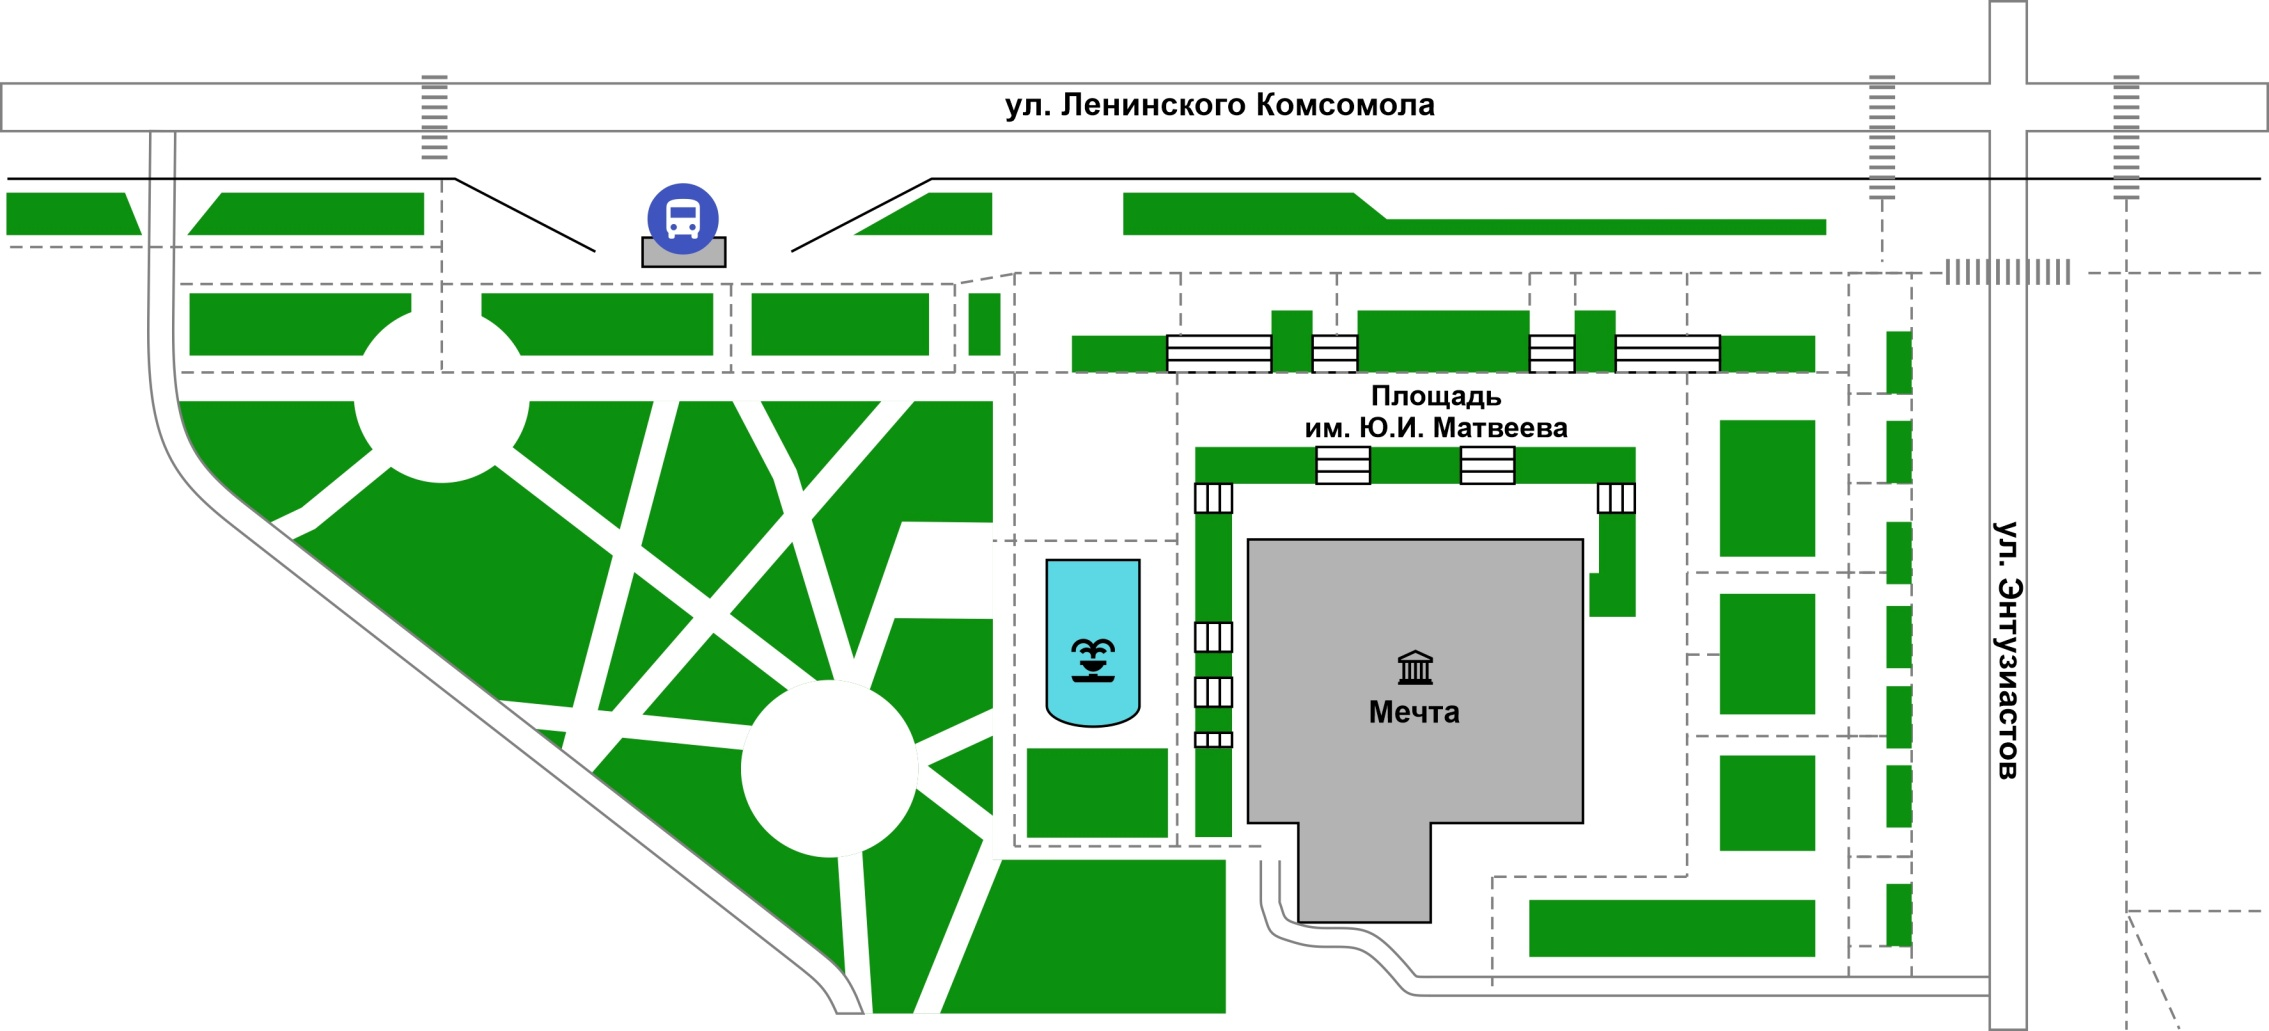 ул. Ленинского Комсомола
Площадь
им. Ю.И. Матвеева
Мечта
ул. Энтузиастов